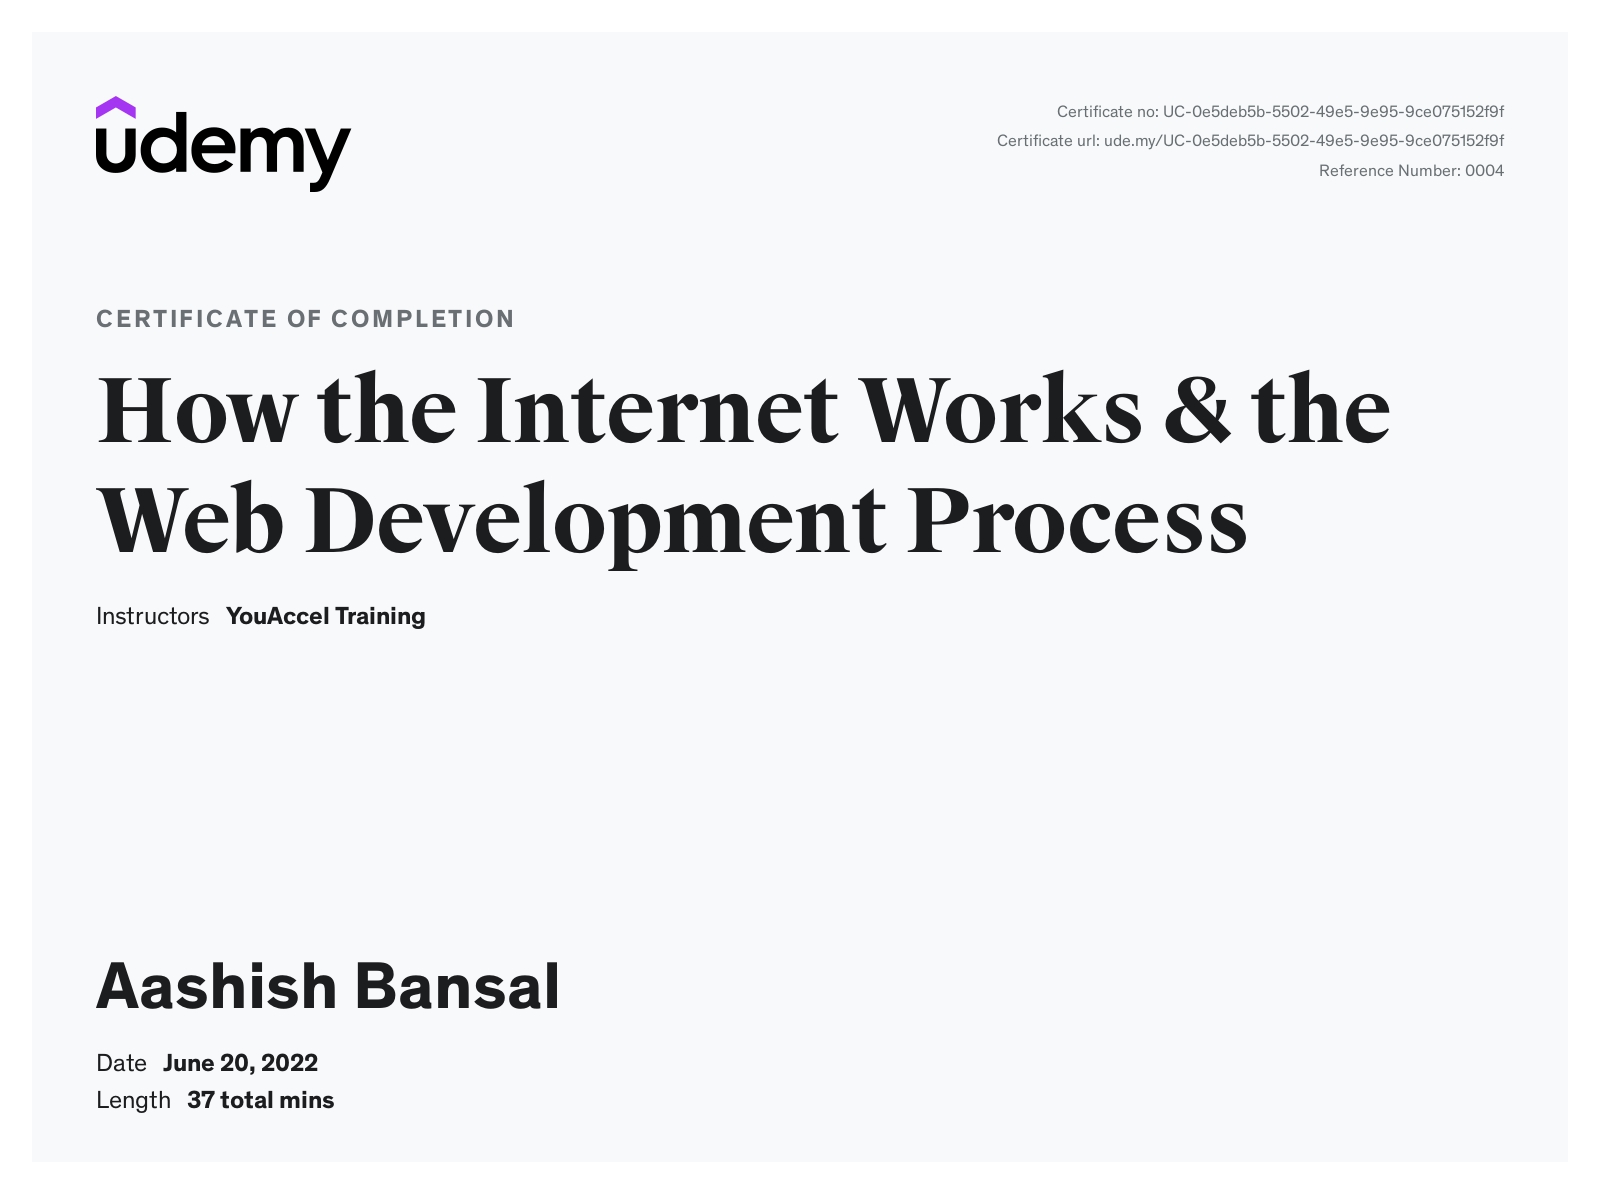 udemy
Certificate no: UC-0e5deb5b-5502-49e5-9e95-9ce075152f9f
Certificate url: ude.my/UC-0e5deb5b-5502-49e5-9e95-9ce075152f9f
Reference Number: 0004
CERTIFICATE OF COMPLETION
How the Internet Works & the
Web Development Process
Instructors YouAccel Training
Aashish Bansal
Date June 20, 2022
Length 37 total mins